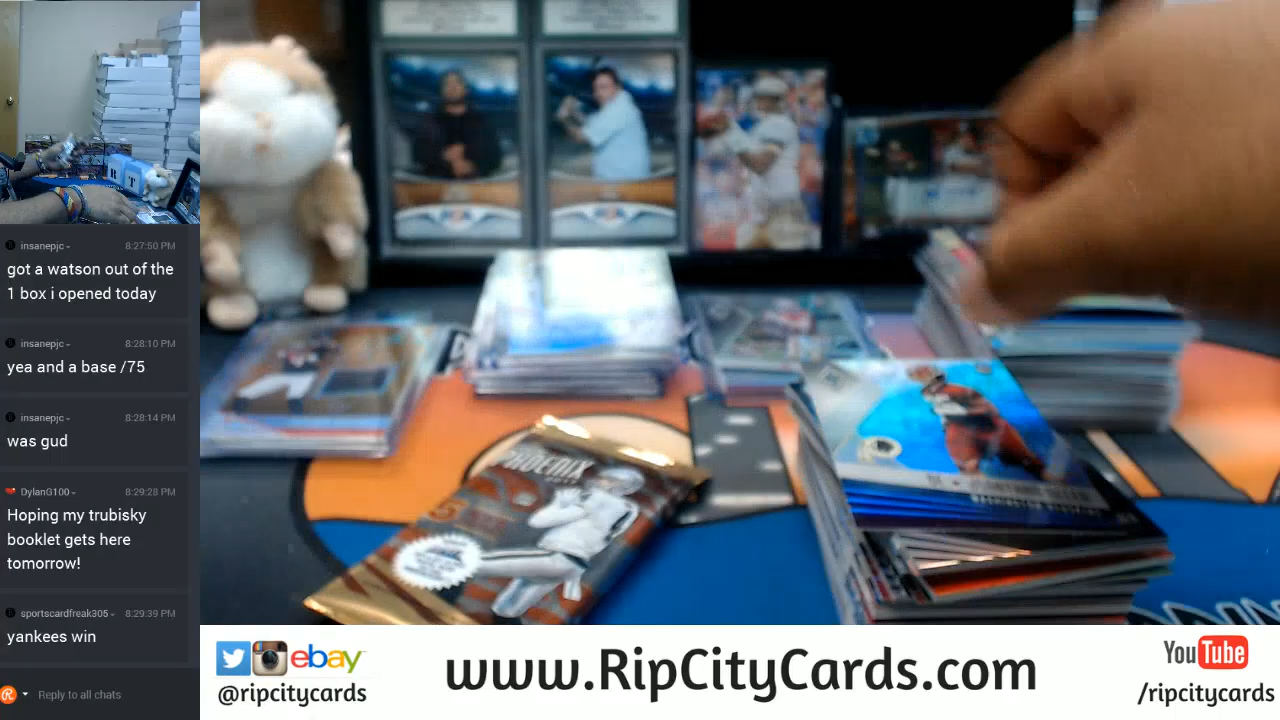 insanepjc 8:27:50 PM
got a watson out of the
1 box i opened today
insanepjc 8:28:10 PM
yea and a base /75
insanepjc 8:28:14 PM
was gud
DylanG100 8:29:28 PM
Hoping my trubisky
booklet gets here
tomorrow!
sportscardfreak305 8:29:39 PM
yankees win
Reply to all chats
PHOENIX
R T
ebay
@ripcitycards
www.RipCityCards.com
YouTube
/ripcitycards